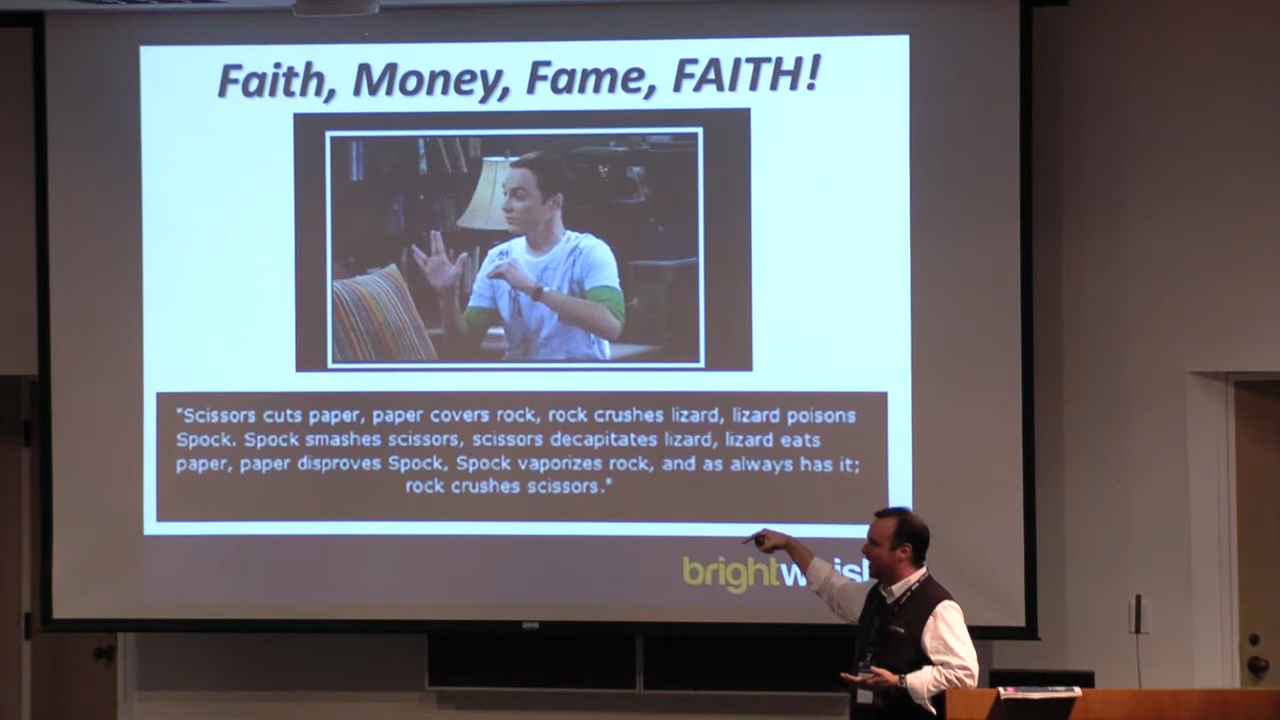 Faith, Money, Fame, FAITH!
"Scissors cuts paper, paper covers rock, rock crushes lizard, lizard poisons
Spock. Spock smashes scissors, scissors decapitates lizard, lizard eats
paper, paper disproves Spock, Spock vaporizes rock, and as always has it;
rock crushes scissors."